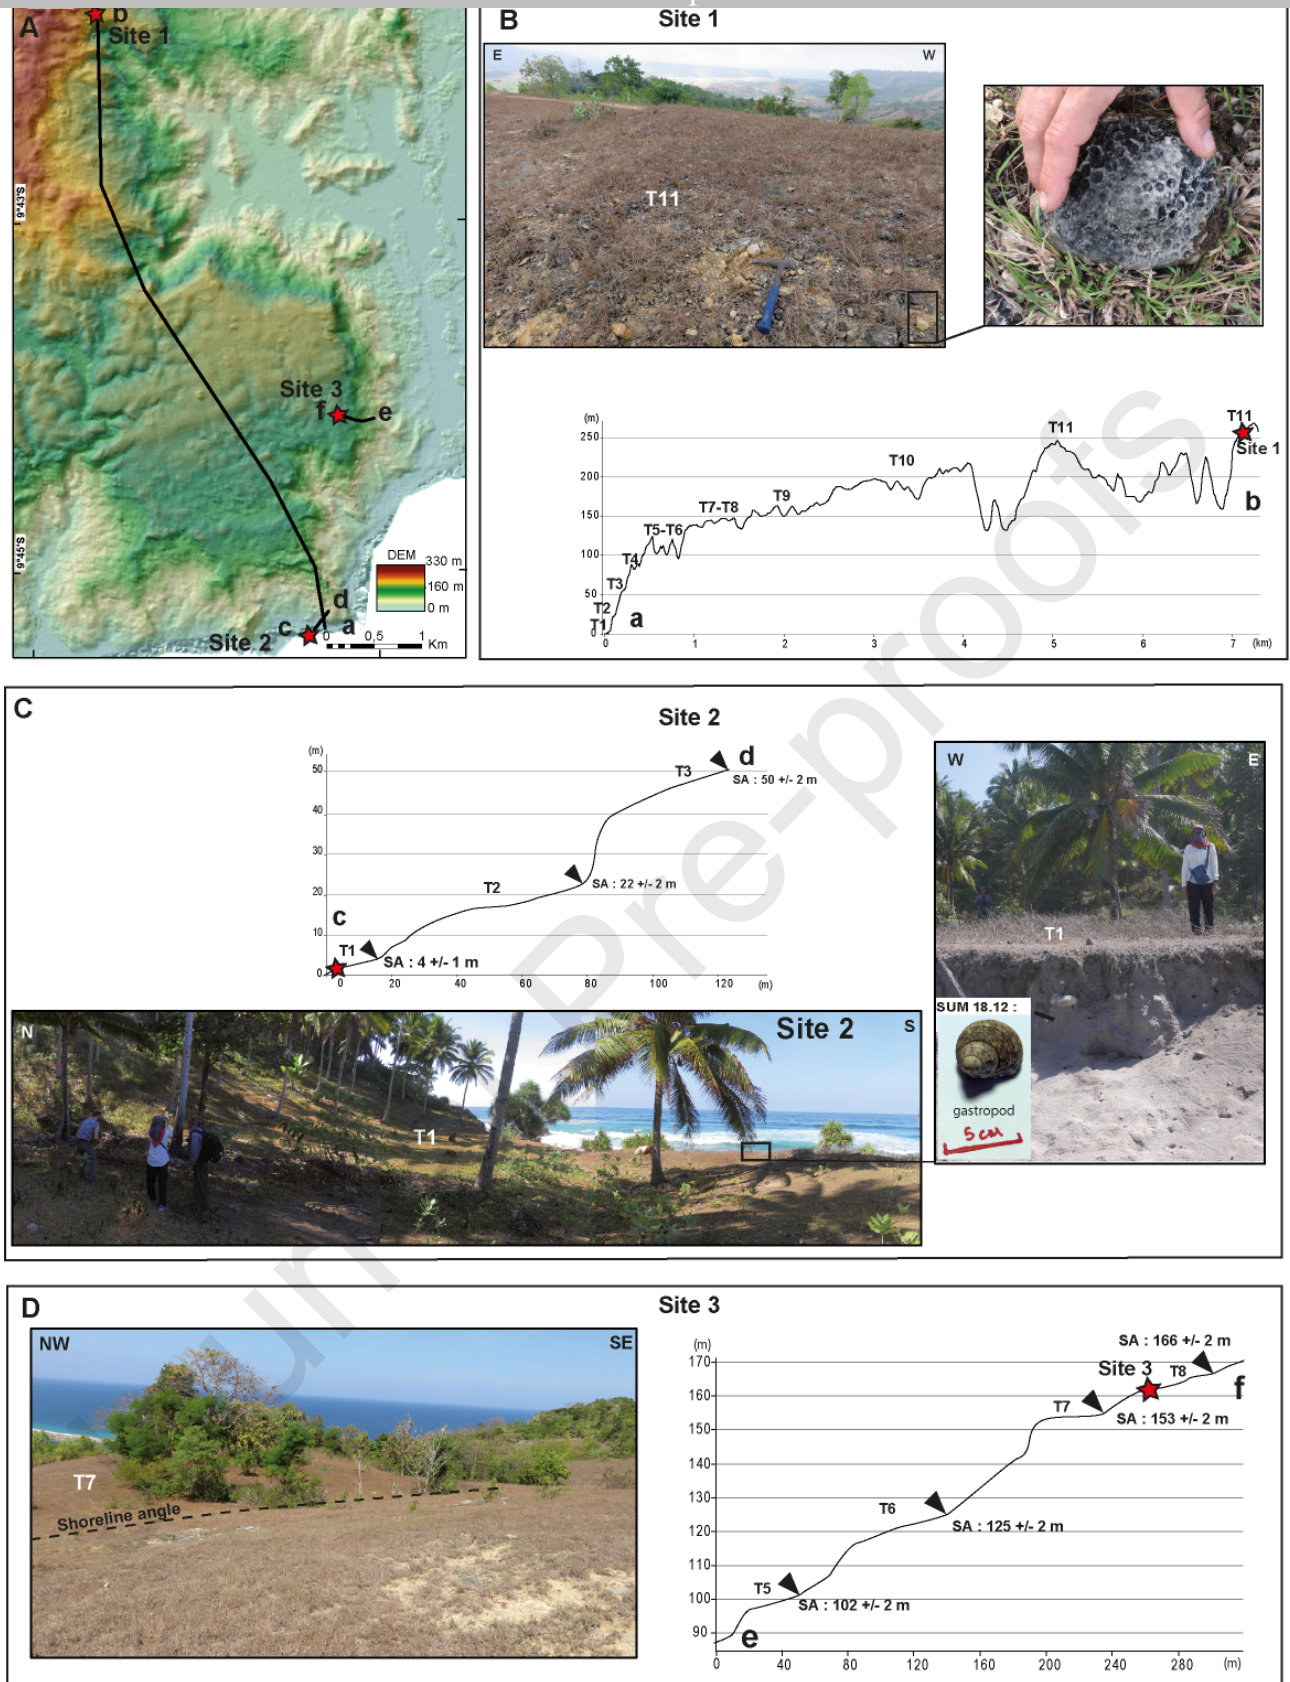 A
b
Site 1
9°43'S
Site 3
f
e
9°45'S
DEM
330 m
160 m
0 m
d
c
a
Site 2
0 0,5 1
Km
B
Site 1
E
W
T11
(m)
250
200
150
100
50
0
T1
T2
T3
T4
T5-T6
T7-T8
T9
T10
T11
T11
Site 1
a
b
0 1 2 3 4 5 6 7 (km)
C
Site 2
(m)
50
40
30
20
10
0
c
T1
SA : 4 +/- 1 m
T2
SA : 22 +/- 2 m
T3
d
SA : 50 +/- 2 m
0 20 40 60 80 100 120 (m)
W
E
T1
SUM 18.12 :
gastropod
5 cm
N
Site 2
S
T1
D
Site 3
NW
SE
T7
Shoreline angle
(m)
170
160
150
140
130
120
110
100
90
SA : 166 +/- 2 m
Site 3
T8
f
T7
SA : 153 +/- 2 m
T6
SA : 125 +/- 2 m
T5
SA : 102 +/- 2 m
e
0 40 80 120 160 200 240 280 (m)
Pre-proofs